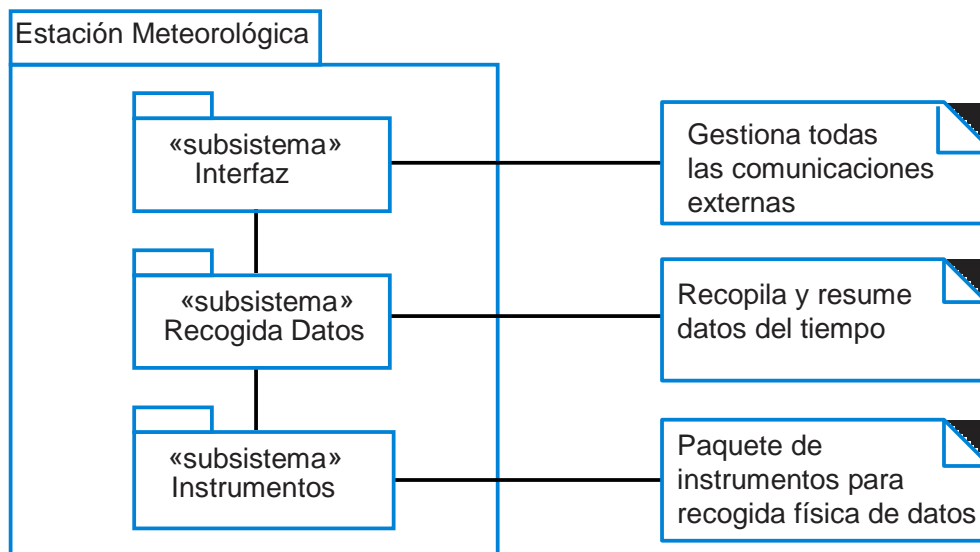 Estación Meteorológica
«subsistema»
Interfaz
Gestiona todas
las comunicaciones
externas
«subsistema»
Recogida Datos
Recopila y resume
datos del tiempo
«subsistema»
Instrumentos
Paquete de
instrumentos para
recogida física de datos